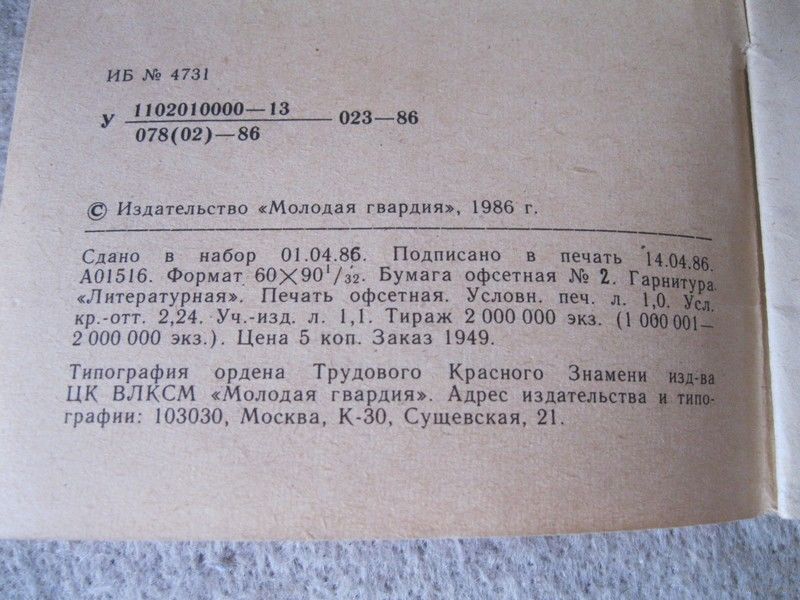 ИБ № 4731
У 1102010000—13 023—86
078(02)—86
© Издательство «Молодая гвардия», 1986 г.
Сдано в набор 01.04.86. Подписано в печать 14.04.86.
А01516. Формат 60×90¹/₃₂. Бумага офсетная № 2. Гарнитура
«Литературная». Печать офсетная. Условн. печ. л. 1,0. Усл.
кр.-отт. 2,24. Уч.-изд. л. 1,1. Тираж 2 000 000 экз. (1 000 001—
2 000 000 экз.). Цена 5 коп. Заказ 1949.
Типография ордена Трудового Красного Знамени изд-ва
ЦК ВЛКСМ «Молодая гвардия». Адрес издательства и типо-
графии: 103030, Москва, К-30, Сущевская, 21.